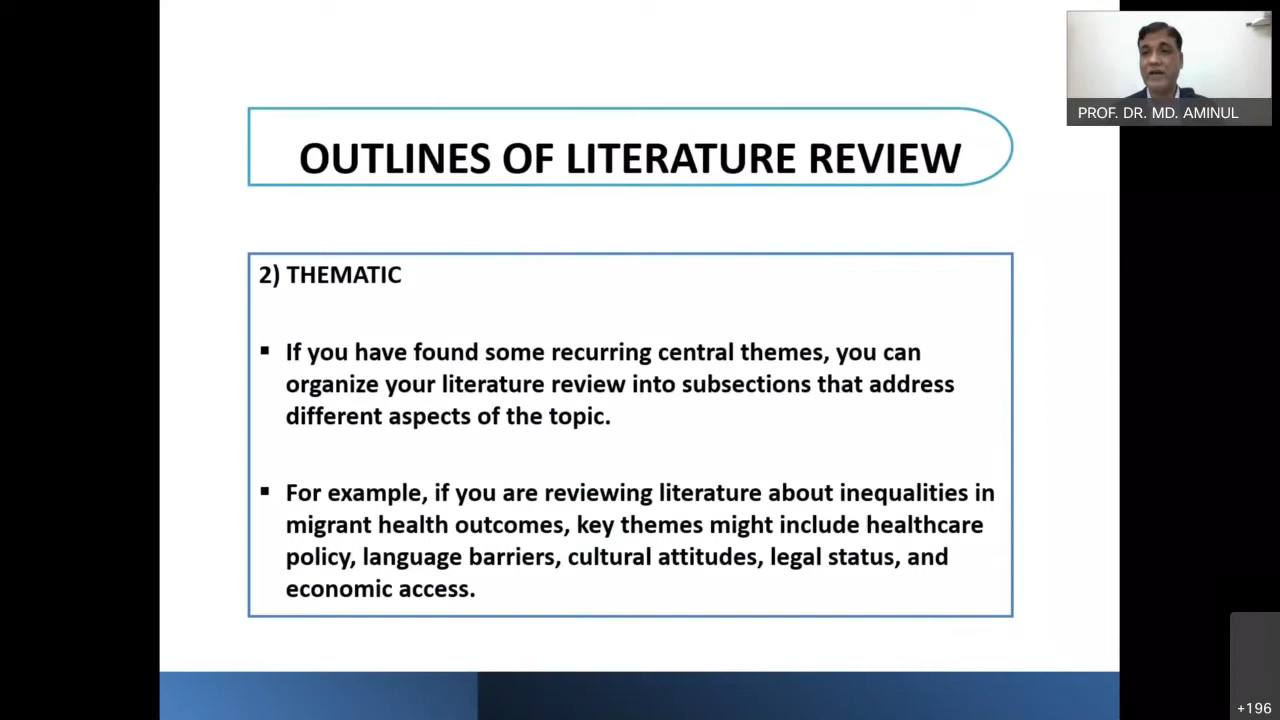 PROF. DR. MD. AMINUL
OUTLINES OF LITERATURE REVIEW
2) THEMATIC
▪ If you have found some recurring central themes, you can
organize your literature review into subsections that address
different aspects of the topic.
▪ For example, if you are reviewing literature about inequalities in
migrant health outcomes, key themes might include healthcare
policy, language barriers, cultural attitudes, legal status, and
economic access.
+196